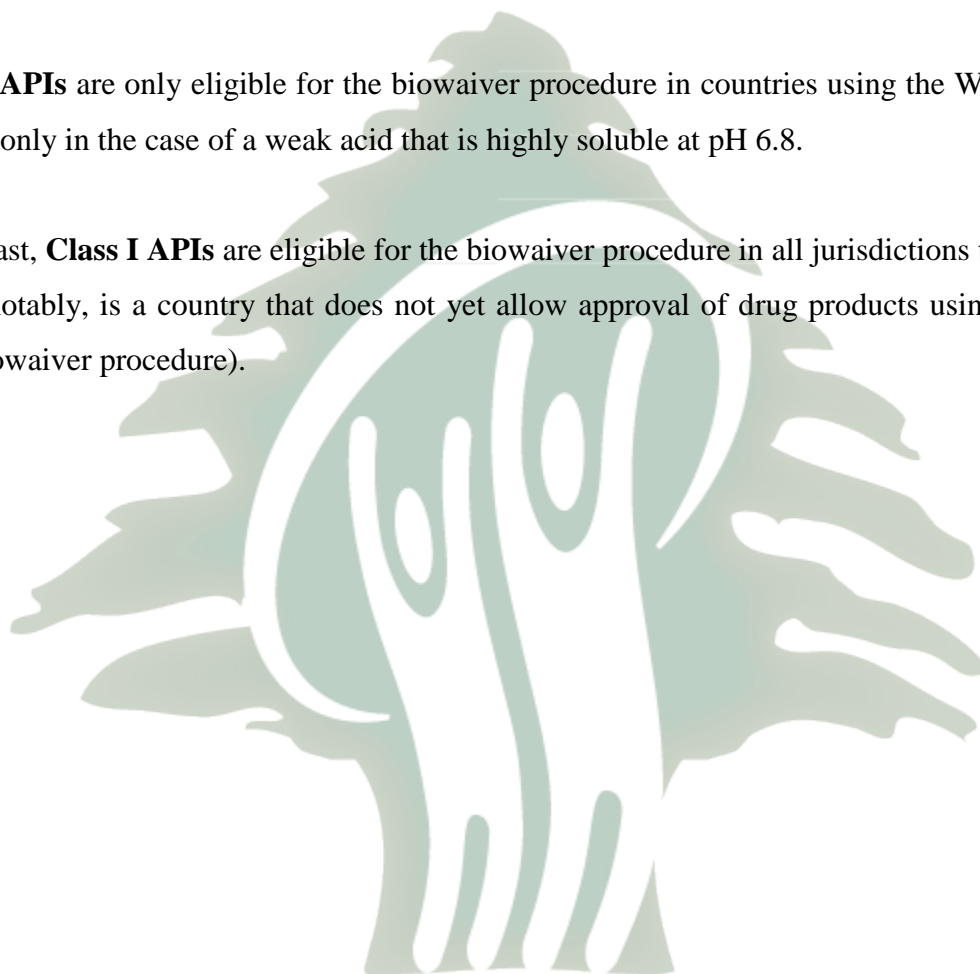 APIs are only eligible for the biowaiver procedure in countries using the W
only in the case of a weak acid that is highly soluble at pH 6.8.
ast, Class I APIs are eligible for the biowaiver procedure in all jurisdictions
notably, is a country that does not yet allow approval of drug products usin
owaiver procedure).